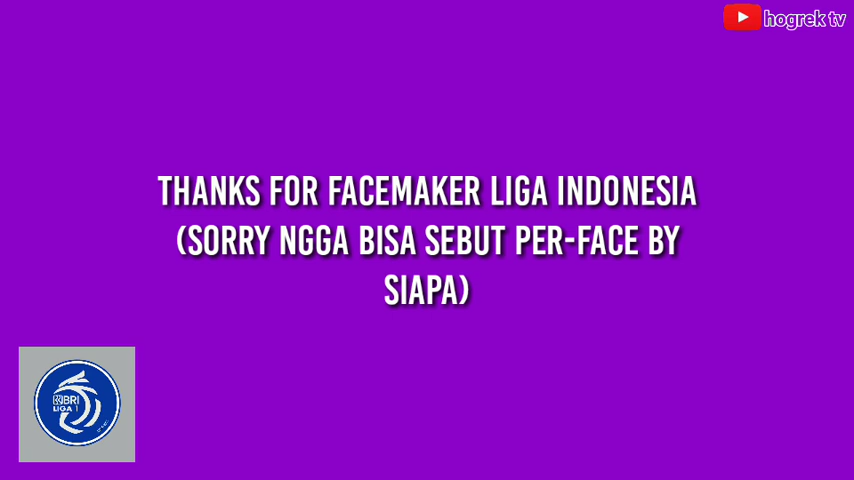 hogrek tv
THANKS FOR FACEMAKER LIGA INDONESIA
(SORRY NGGA BISA SEBUT PER-FACE BY
SIAPA)
BRI
LIGA 1